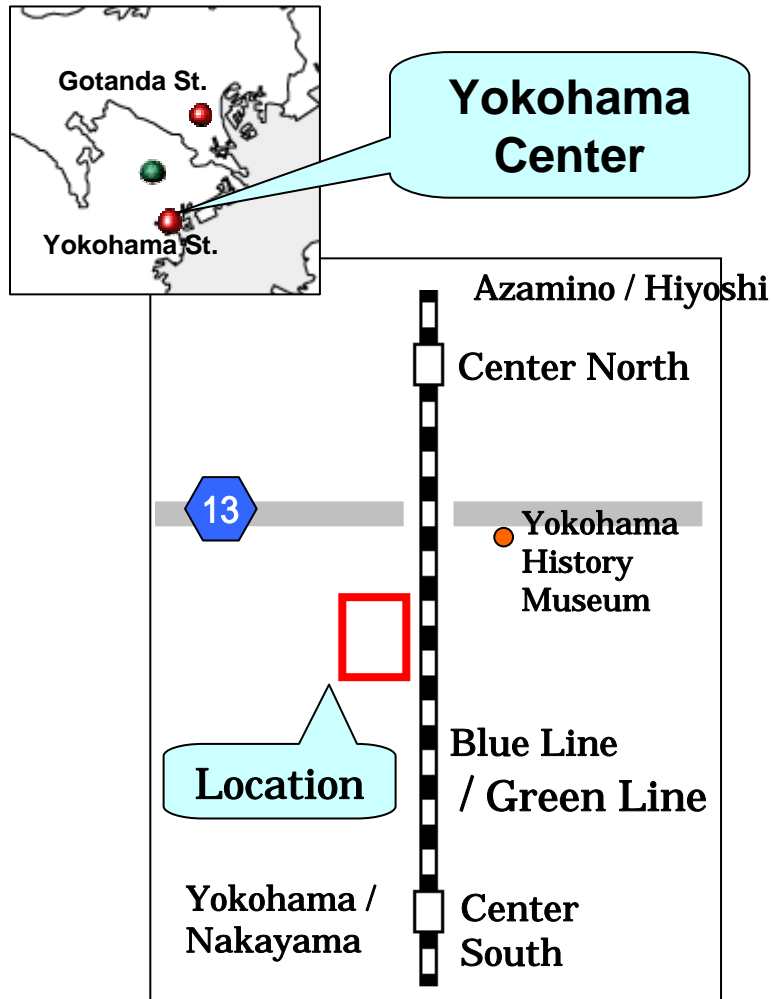 Gotanda St.
Yokohama St.
Yokohama
Center
Azamino / Hiyoshi
Center North
13
Yokohama
History
Museum
Location
Blue Line
/ Green Line
Yokohama /
Nakayama
Center
South